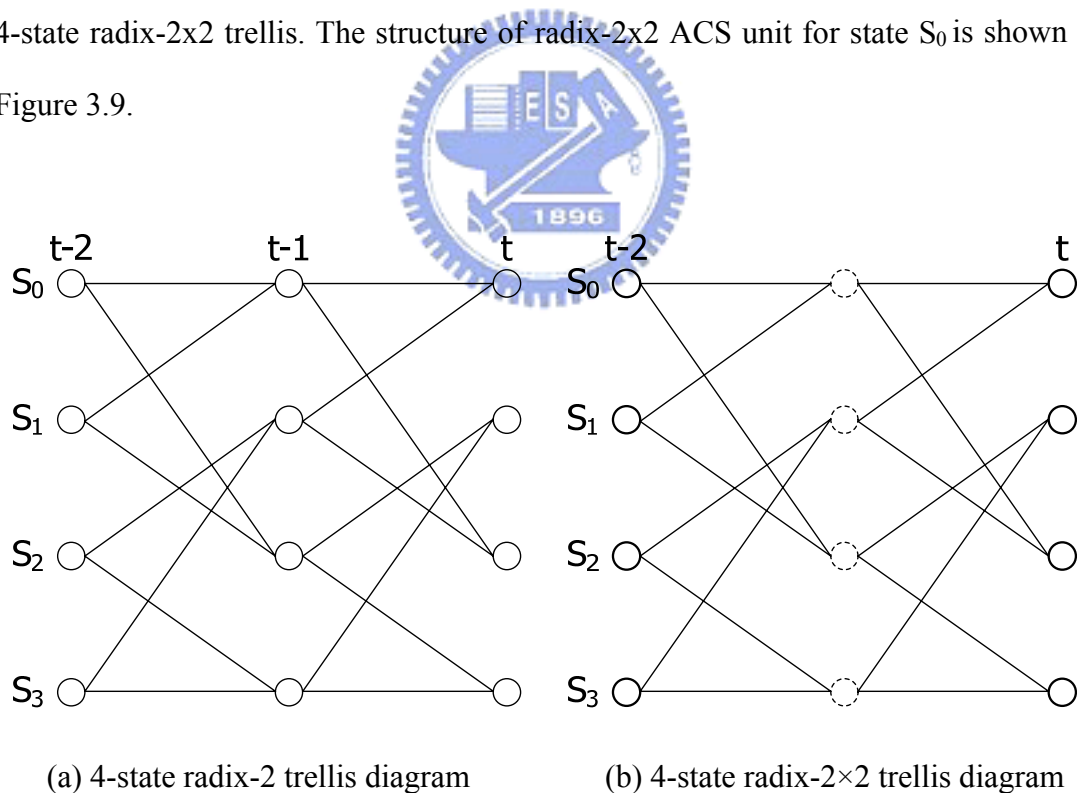 4-state radix-2x2 trellis. The structure of radix-2x2 ACS unit for state S₀ is shown
Figure 3.9.
E S A
1896
t-2 t-1 t t-2 t
S₀ S₀
S₁ S₁
S₂ S₂
S₃ S₃
(a) 4-state radix-2 trellis diagram (b) 4-state radix-2×2 trellis diagram